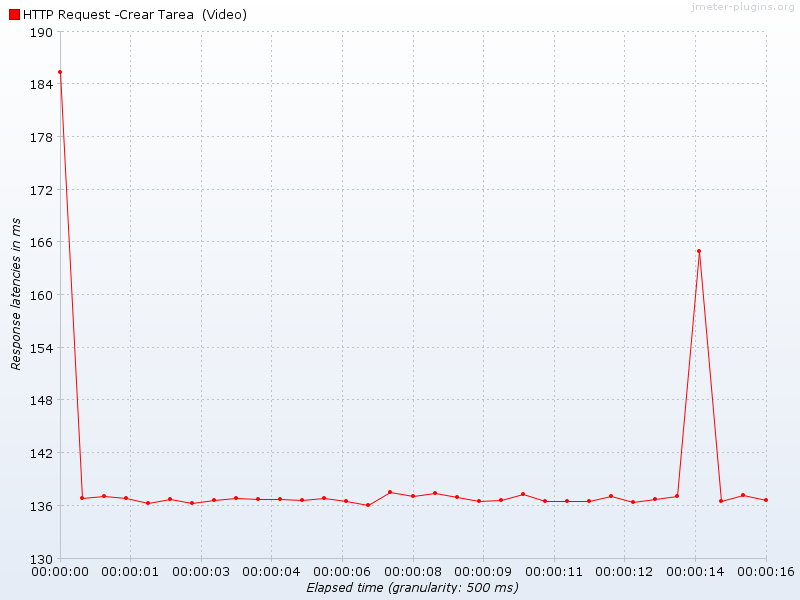 jmeter-plugins.org
HTTP Request -Crear Tarea  (Video)
190
184
178
172
166
160
154
148
142
136
130
Response latencies in ms
00:00:00 00:00:01 00:00:03 00:00:04 00:00:06 00:00:08 00:00:09 00:00:11 00:00:12 00:00:14 00:00:16
Elapsed time (granularity: 500 ms)